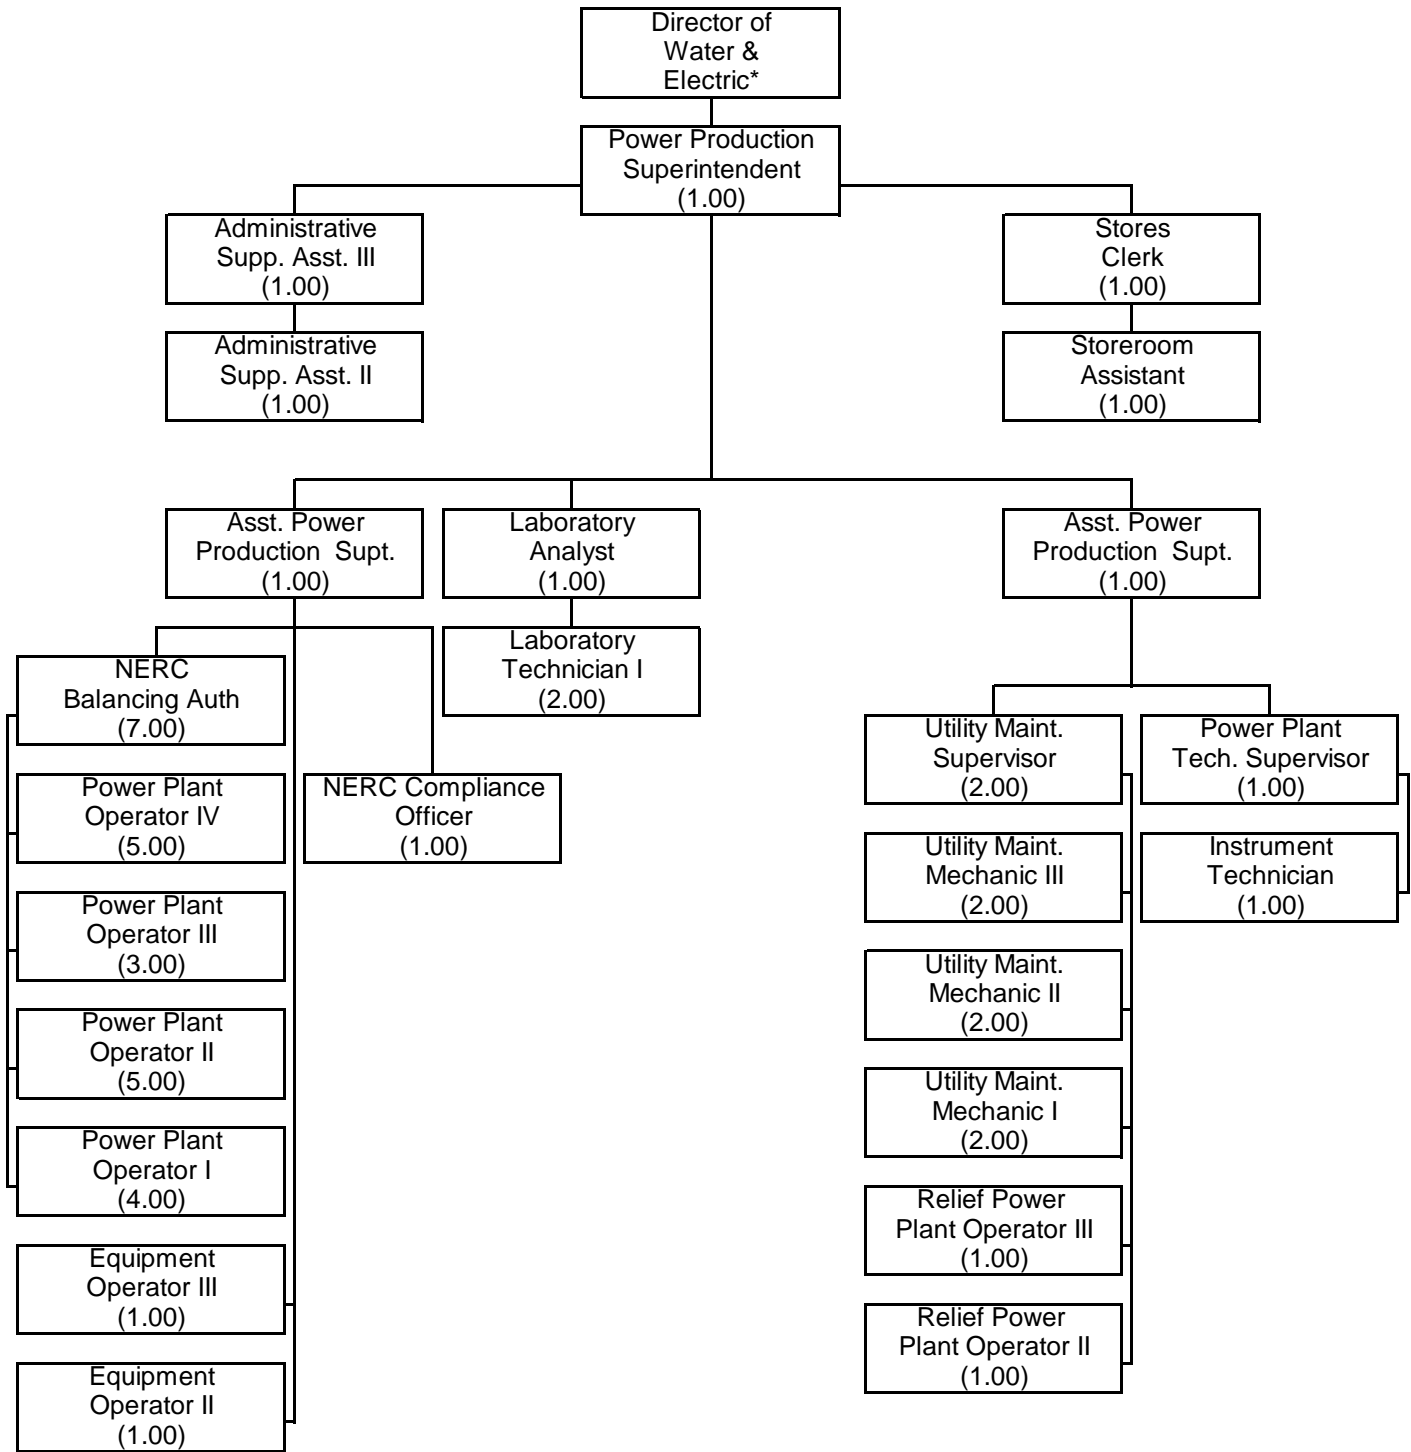 Director of
Water &
Electric*
Power Production
Superintendent
(1.00)
Administrative
Supp. Asst. III
(1.00)
Stores
Clerk
(1.00)
Administrative
Supp. Asst. II
(1.00)
Storeroom
Assistant
(1.00)
Asst. Power
Production Supt.
(1.00)
Laboratory
Analyst
(1.00)
Asst. Power
Production Supt.
(1.00)
Laboratory
Technician I
(2.00)
NERC
Balancing Auth
(7.00)
Power Plant
Operator IV
(5.00)
Power Plant
Operator III
(3.00)
Power Plant
Operator II
(5.00)
Power Plant
Operator I
(4.00)
Equipment
Operator III
(1.00)
Equipment
Operator II
(1.00)
NERC Compliance
Officer
(1.00)
Utility Maint.
Supervisor
(2.00)
Utility Maint.
Mechanic III
(2.00)
Utility Maint.
Mechanic II
(2.00)
Utility Maint.
Mechanic I
(2.00)
Relief Power
Plant Operator III
(1.00)
Relief Power
Plant Operator II
(1.00)
Power Plant
Tech. Supervisor
(1.00)
Instrument
Technician
(1.00)